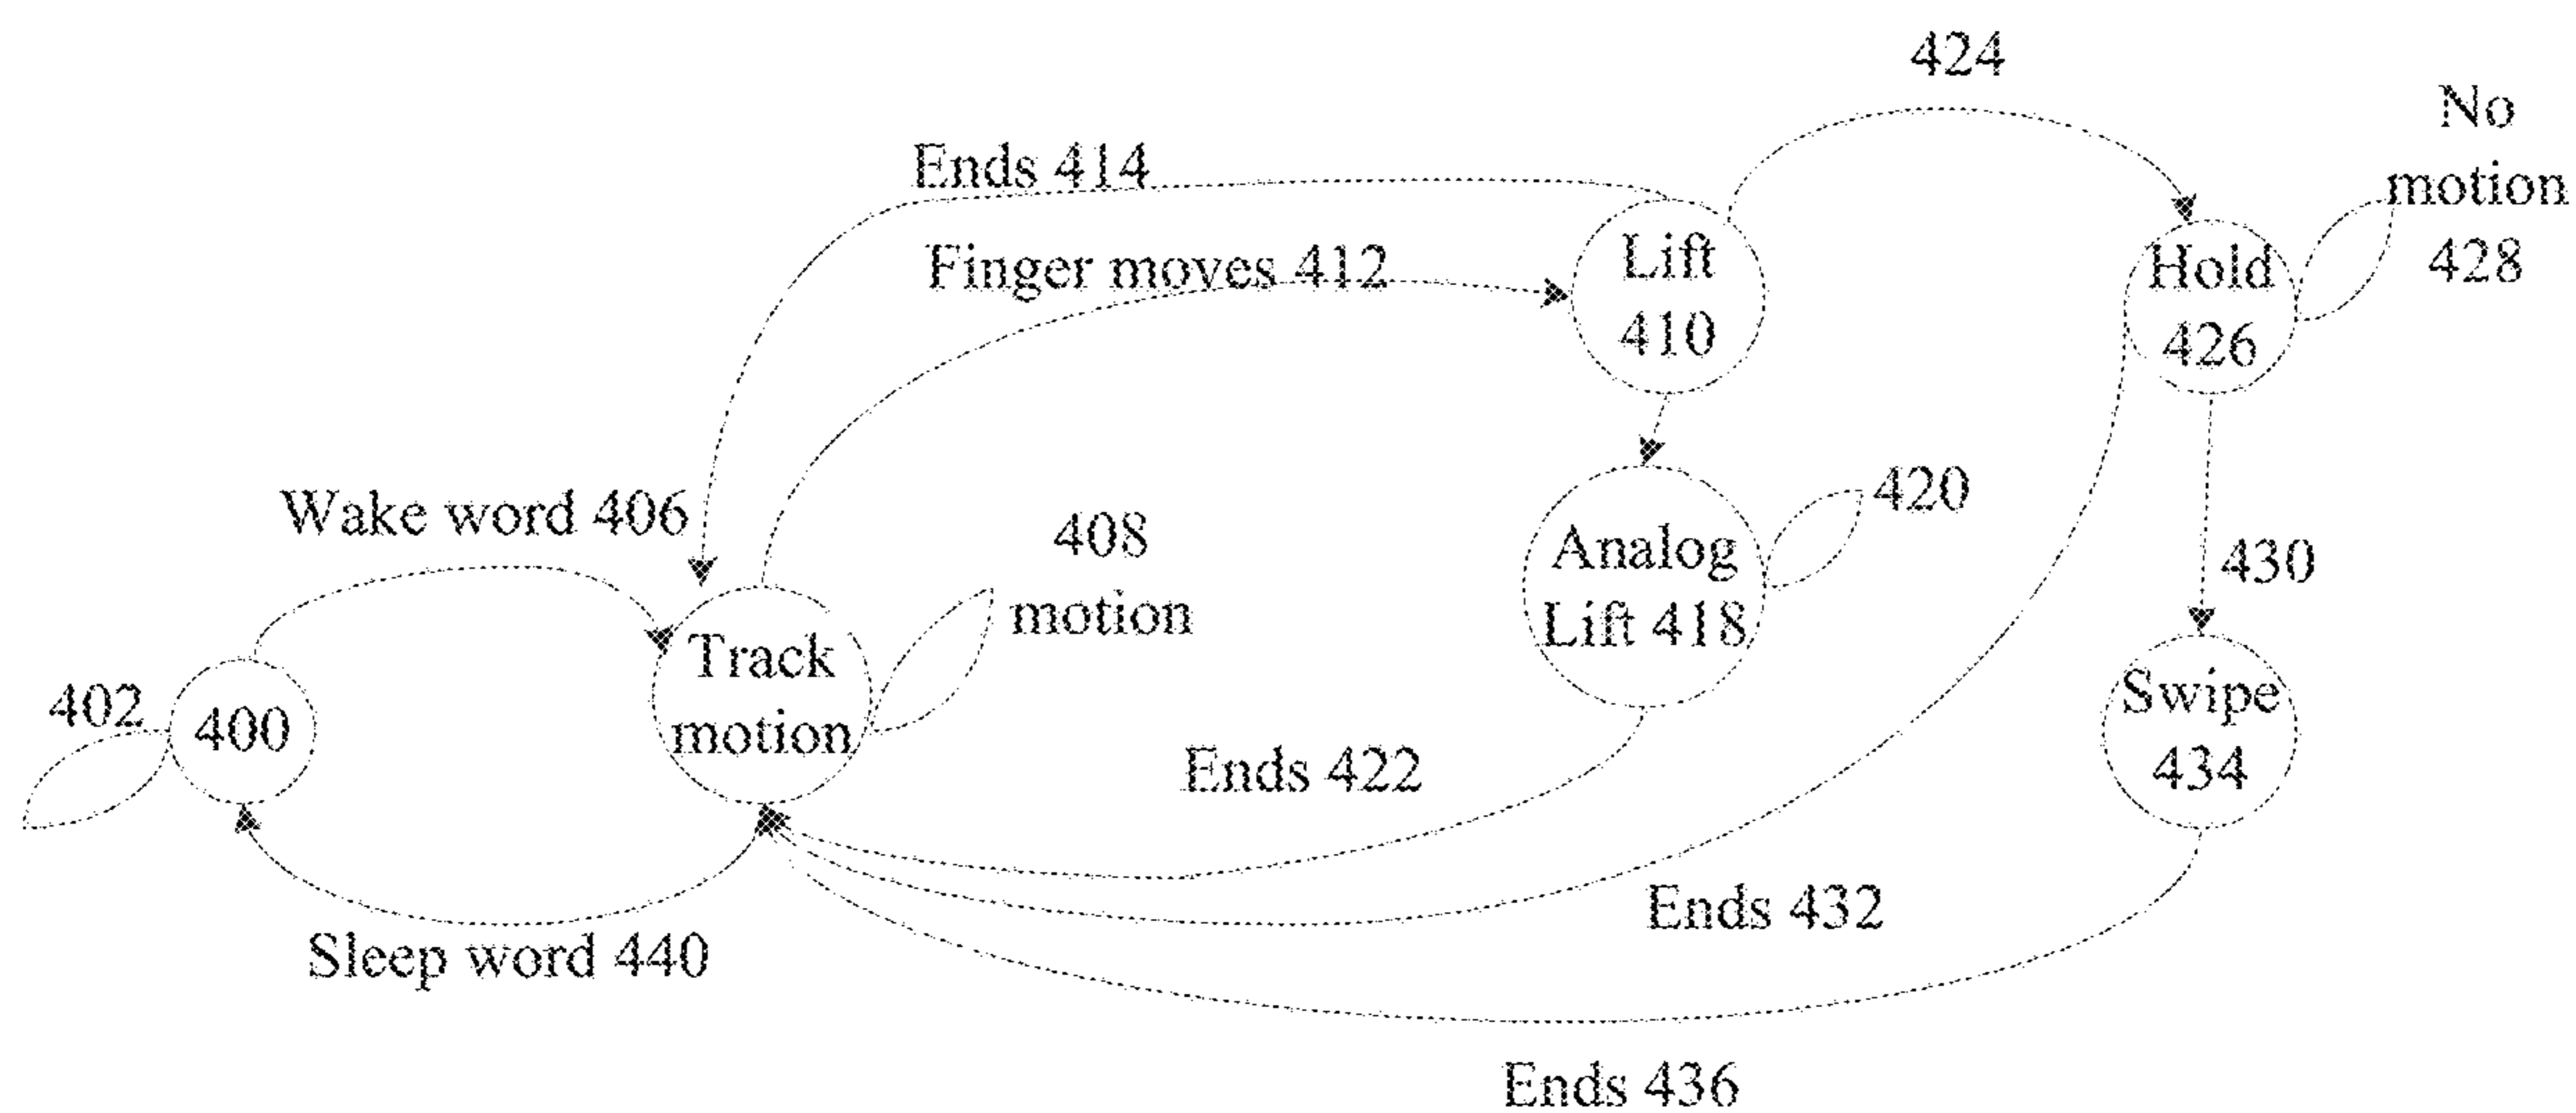 424
No
motion
428
Ends 414
Finger moves 412
Lift
410
Hold
426
Wake word 406
408
motion
420
Analog
Lift 418
430
Track
motion
402
400
Swipe
434
Ends 422
Ends 432
Sleep word 440
Ends 436